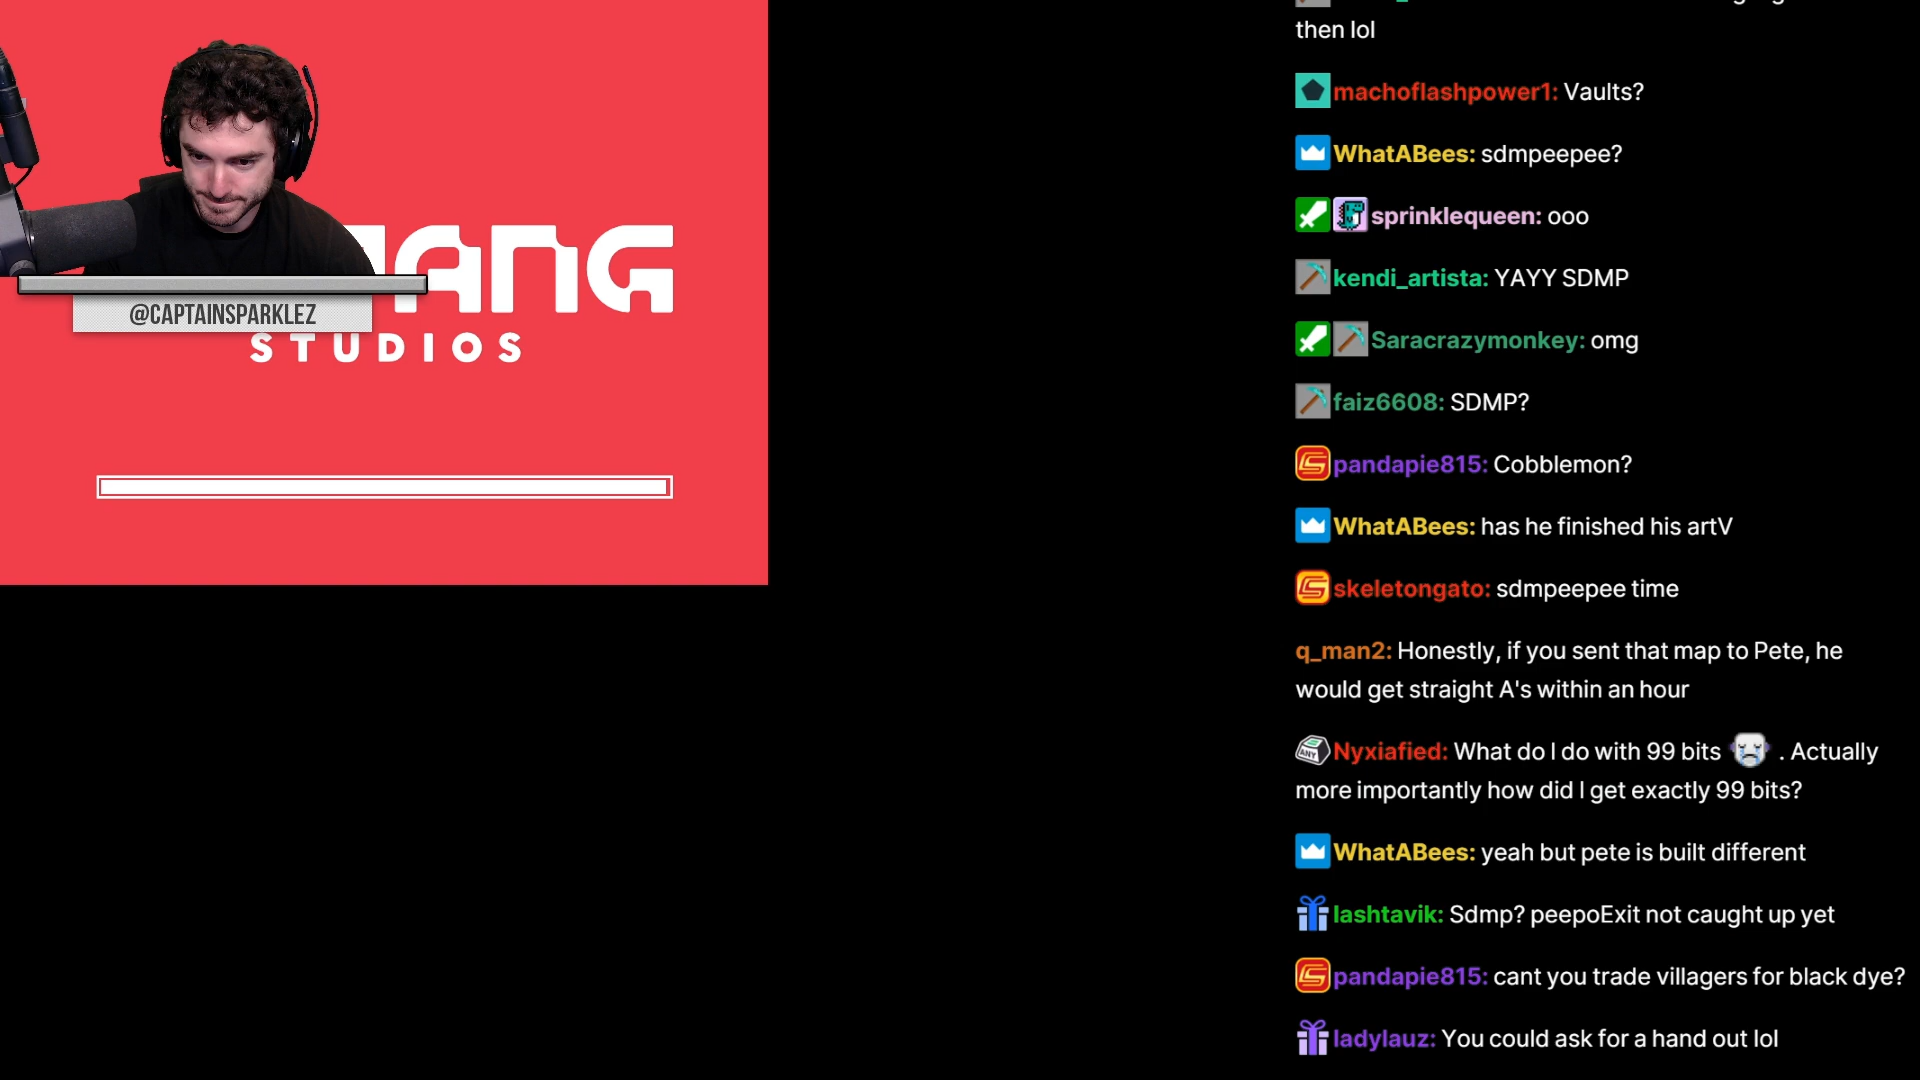 ANG
STUDIOS
@CAPTAINSPARKLEZ
then lol
machoflashpower1: Vaults?
WhatABees: sdmpeepee?
sprinklequeen: ooo
kendi_artista: YAYY SDMP
Saracrazymonkey: omg
faiz6608: SDMP?
pandapie815: Cobblemon?
WhatABees: has he finished his artV
skeletongato: sdmpeepee time
q_man2: Honestly, if you sent that map to Pete, he
would get straight A's within an hour
ANY Nyxiafied: What do I do with 99 bits . Actually
more importantly how did I get exactly 99 bits?
WhatABees: yeah but pete is built different
lashtavik: Sdmp? peepoExit not caught up yet
pandapie815: cant you trade villagers for black dye?
ladylauz: You could ask for a hand out lol